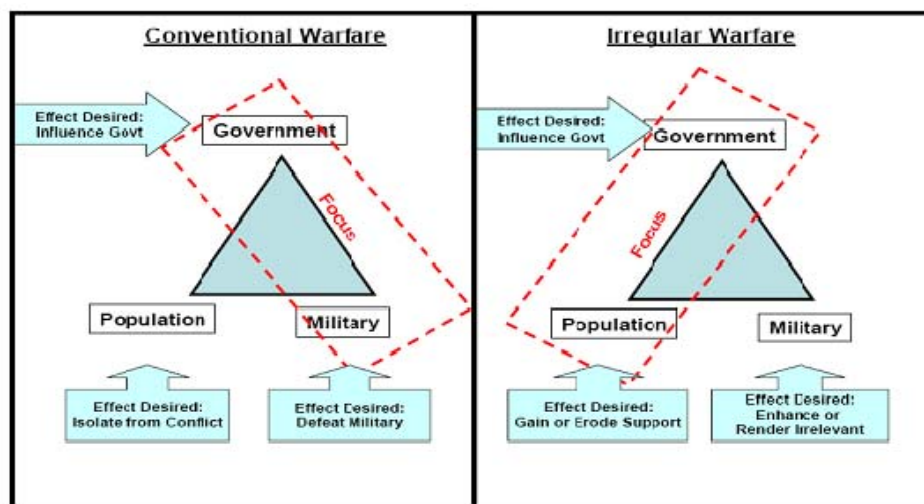 Conventional Warfare
Effect Desired:
Influence Govt
Government
Focus
Population
Military
Effect Desired:
Isolate from Conflict
Effect Desired:
Defeat Military
Irregular Warfare
Effect Desired:
Influence Govt
Government
Focus
Population
Military
Effect Desired:
Gain or Erode Support
Effect Desired:
Enhance or
Render Irrelevant